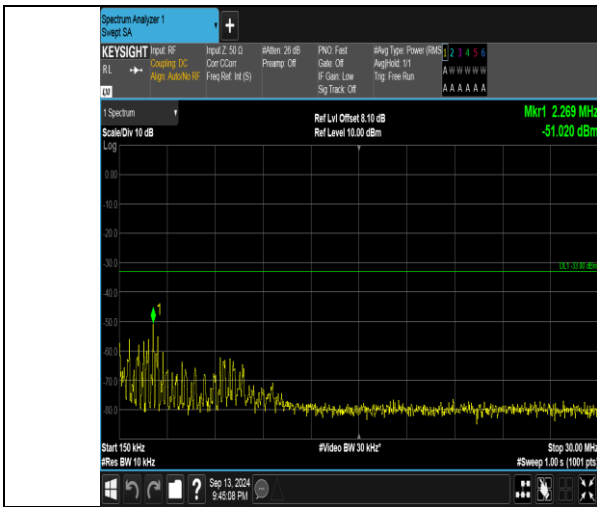 Spectrum Analyzer 1
Swept SA
KEYSIGHT
RL
LXI
Input: RF
Coupling: DC
Align: Auto/No RF
Input Z: 50 Ω
Corr CCorr
Freq Ref: Int (S)
#Atten: 26 dB
Preamp: Off
PNO: Fast
Gate: Off
IF Gain: Low
Sig Track: Off
#Avg Type: Power (RMS
Avg|Hold: 1/1
Trig: Free Run
1 2 3 4 5 6
A W W W W W
A A A A A A
1 Spectrum
Scale/Div 10 dB
Log
Ref Lvl Offset 8.10 dB
Ref Level 10.00 dBm
Mkr1 2.269 MHz
-51.020 dBm
0.00
-10.0
-20.0
-30.0
DL1 -33.00 dBm
-40.0
1
-50.0
-60.0
-70.0
-80.0
Start 150 kHz
#Video BW 30 kHz*
Stop 30.00 MHz
#Res BW 10 kHz
#Sweep 1.00 s (1001 pts)
?
Sep 13, 2024
9:45:08 PM